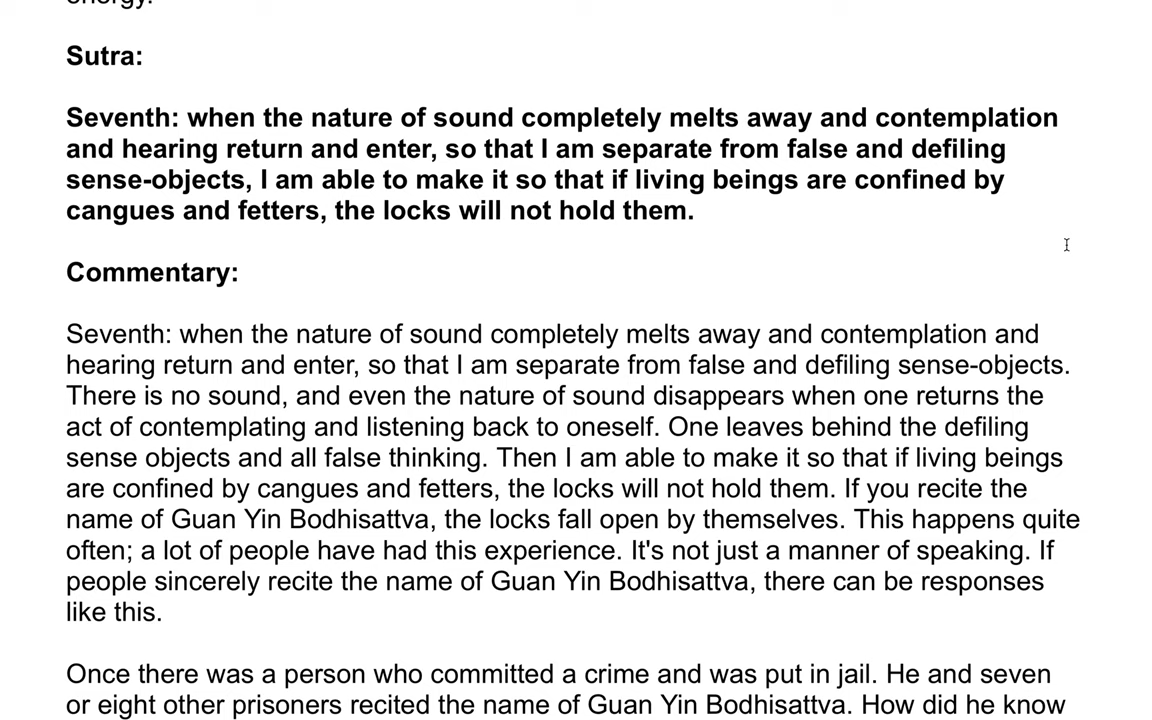 energy.
Sutra:
Seventh: when the nature of sound completely melts away and contemplation
and hearing return and enter, so that I am separate from false and defiling
sense-objects, I am able to make it so that if living beings are confined by
cangues and fetters, the locks will not hold them.
Commentary:
Seventh: when the nature of sound completely melts away and contemplation and
hearing return and enter, so that I am separate from false and defiling sense-objects.
There is no sound, and even the nature of sound disappears when one returns the
act of contemplating and listening back to oneself. One leaves behind the defiling
sense objects and all false thinking. Then I am able to make it so that if living beings
are confined by cangues and fetters, the locks will not hold them. If you recite the
name of Guan Yin Bodhisattva, the locks fall open by themselves. This happens quite
often; a lot of people have had this experience. It's not just a manner of speaking. If
people sincerely recite the name of Guan Yin Bodhisattva, there can be responses
like this.
Once there was a person who committed a crime and was put in jail. He and seven
or eight other prisoners recited the name of Guan Yin Bodhisattva. How did he know